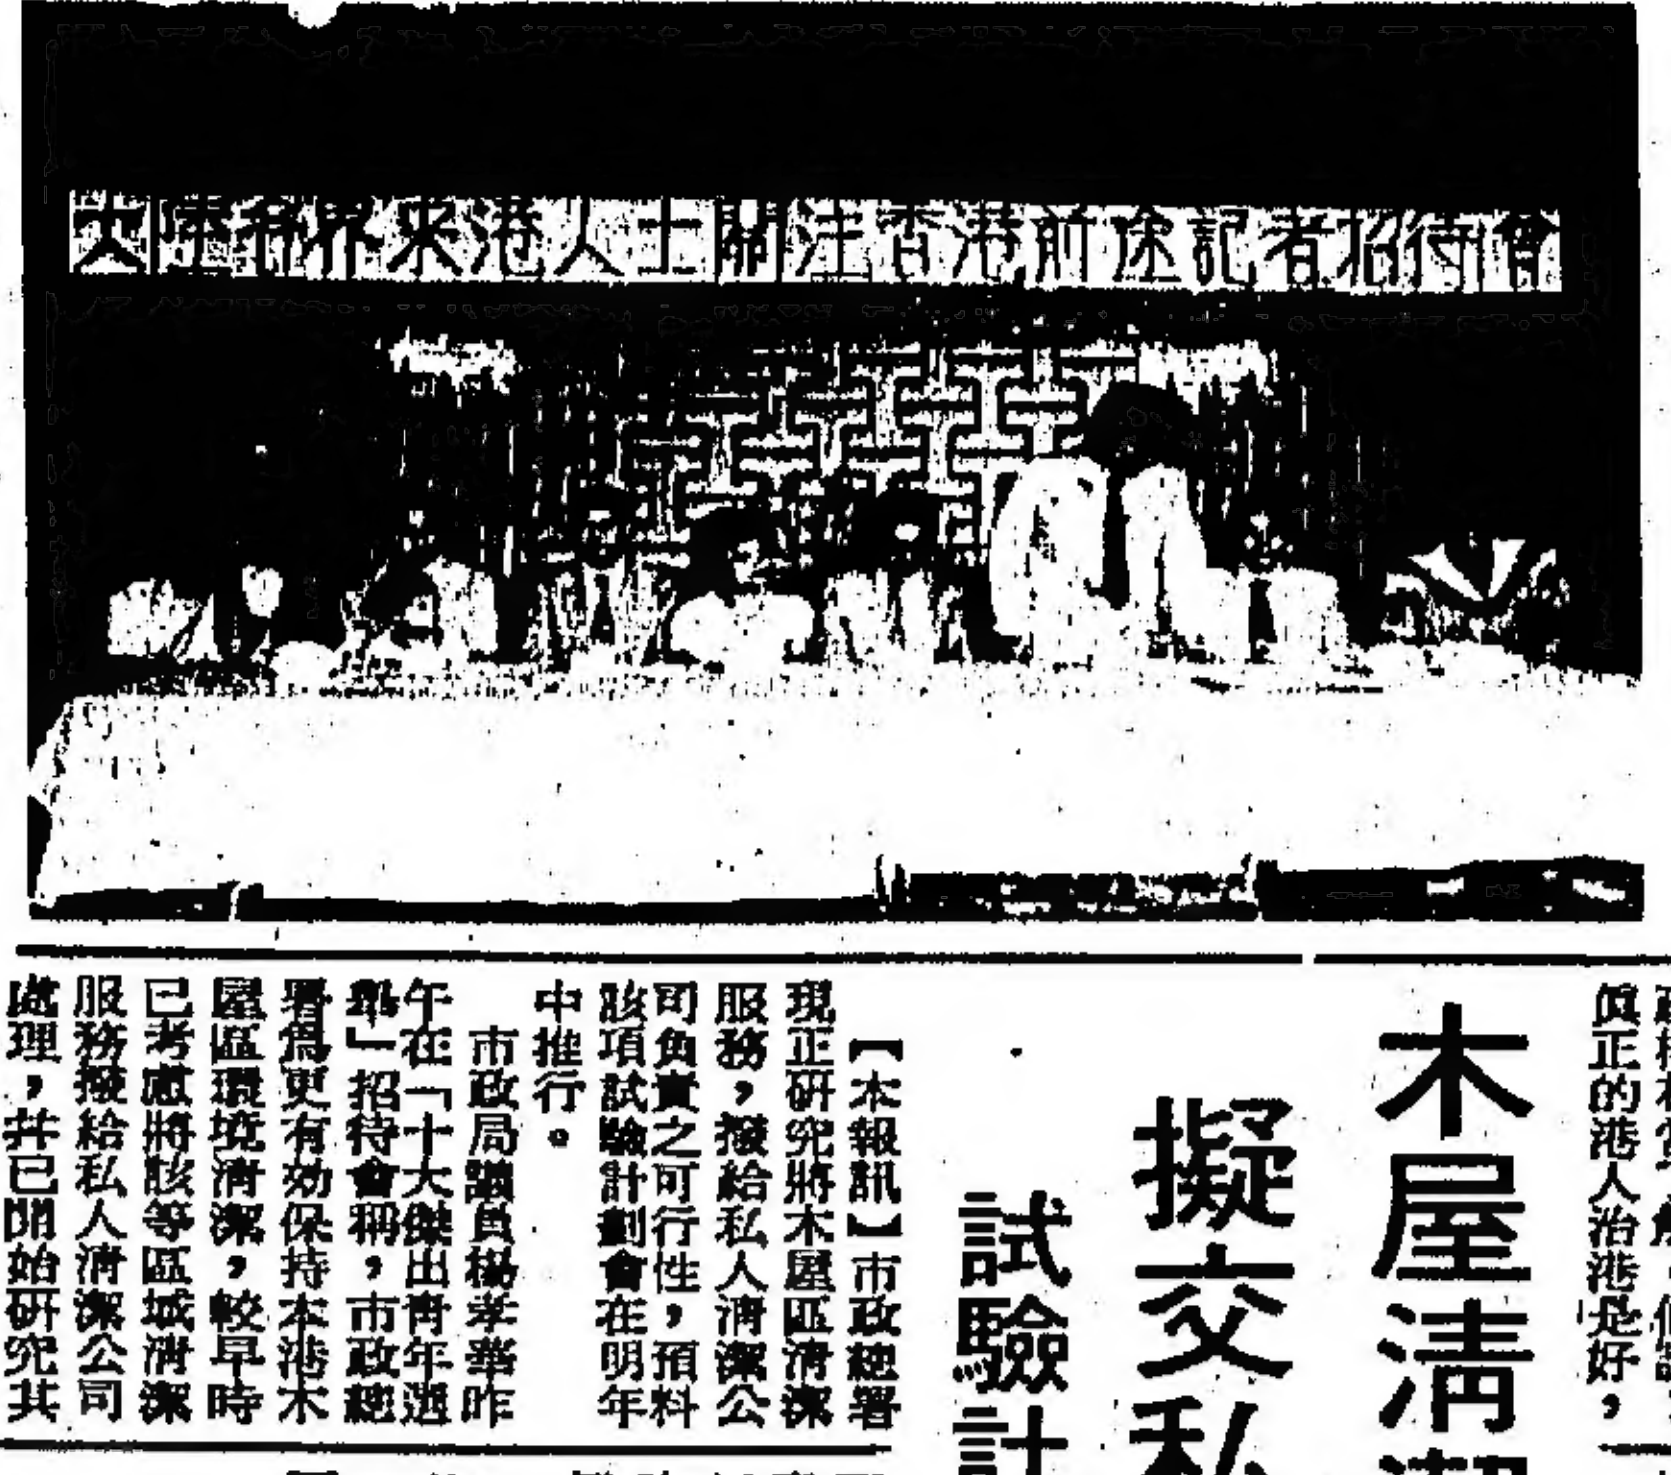 大陸各界來港人士關注香港前途記者招待會
眞正的港人治港是好，
木屋清
擬交私
試驗計
【本報訊】市政總署
現正研究將木屋區清潔
服務，撥給私人清潔公
司負責之可行性，預料
該項試驗計劃會在明年
中推行。
市政局議員楊孝華昨
午在「十大傑出青年選
舉」招待會稱，市政總
署爲更有効保持本港木
屋區環境清潔，較早時
已考慮將該等區域清潔
服務撥給私人清潔公司
處理，幷已開始研究其